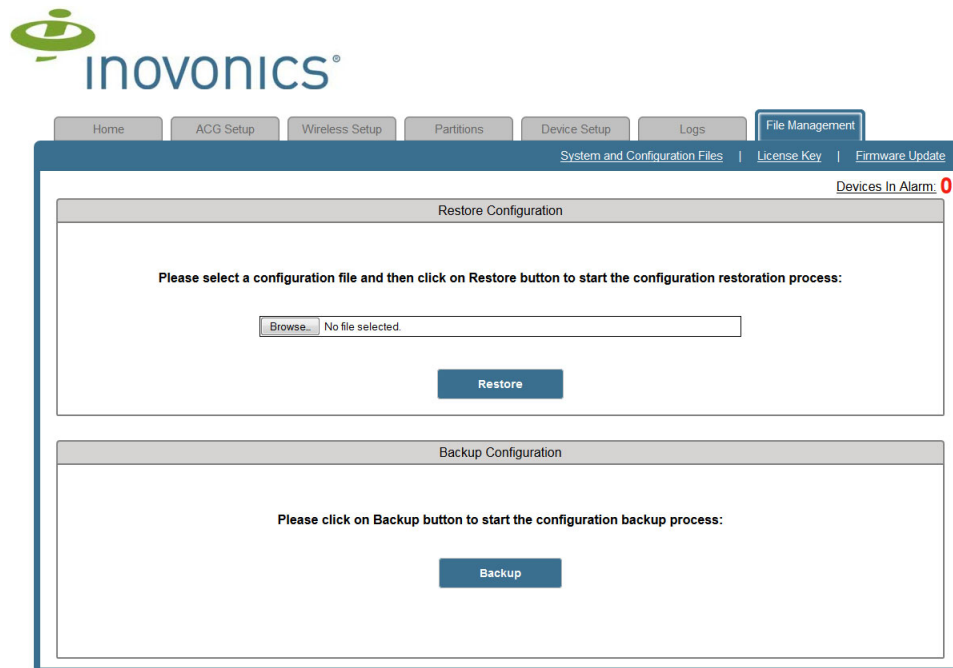 INOVONICS®
Home ACG Setup Wireless Setup Partitions Device Setup Logs File Management
System and Configuration Files | License Key | Firmware Update
Devices In Alarm: 0
Restore Configuration
Please select a configuration file and then click on Restore button to start the configuration restoration process:
Browse.. No file selected.
Restore
Backup Configuration
Please click on Backup button to start the configuration backup process:
Backup